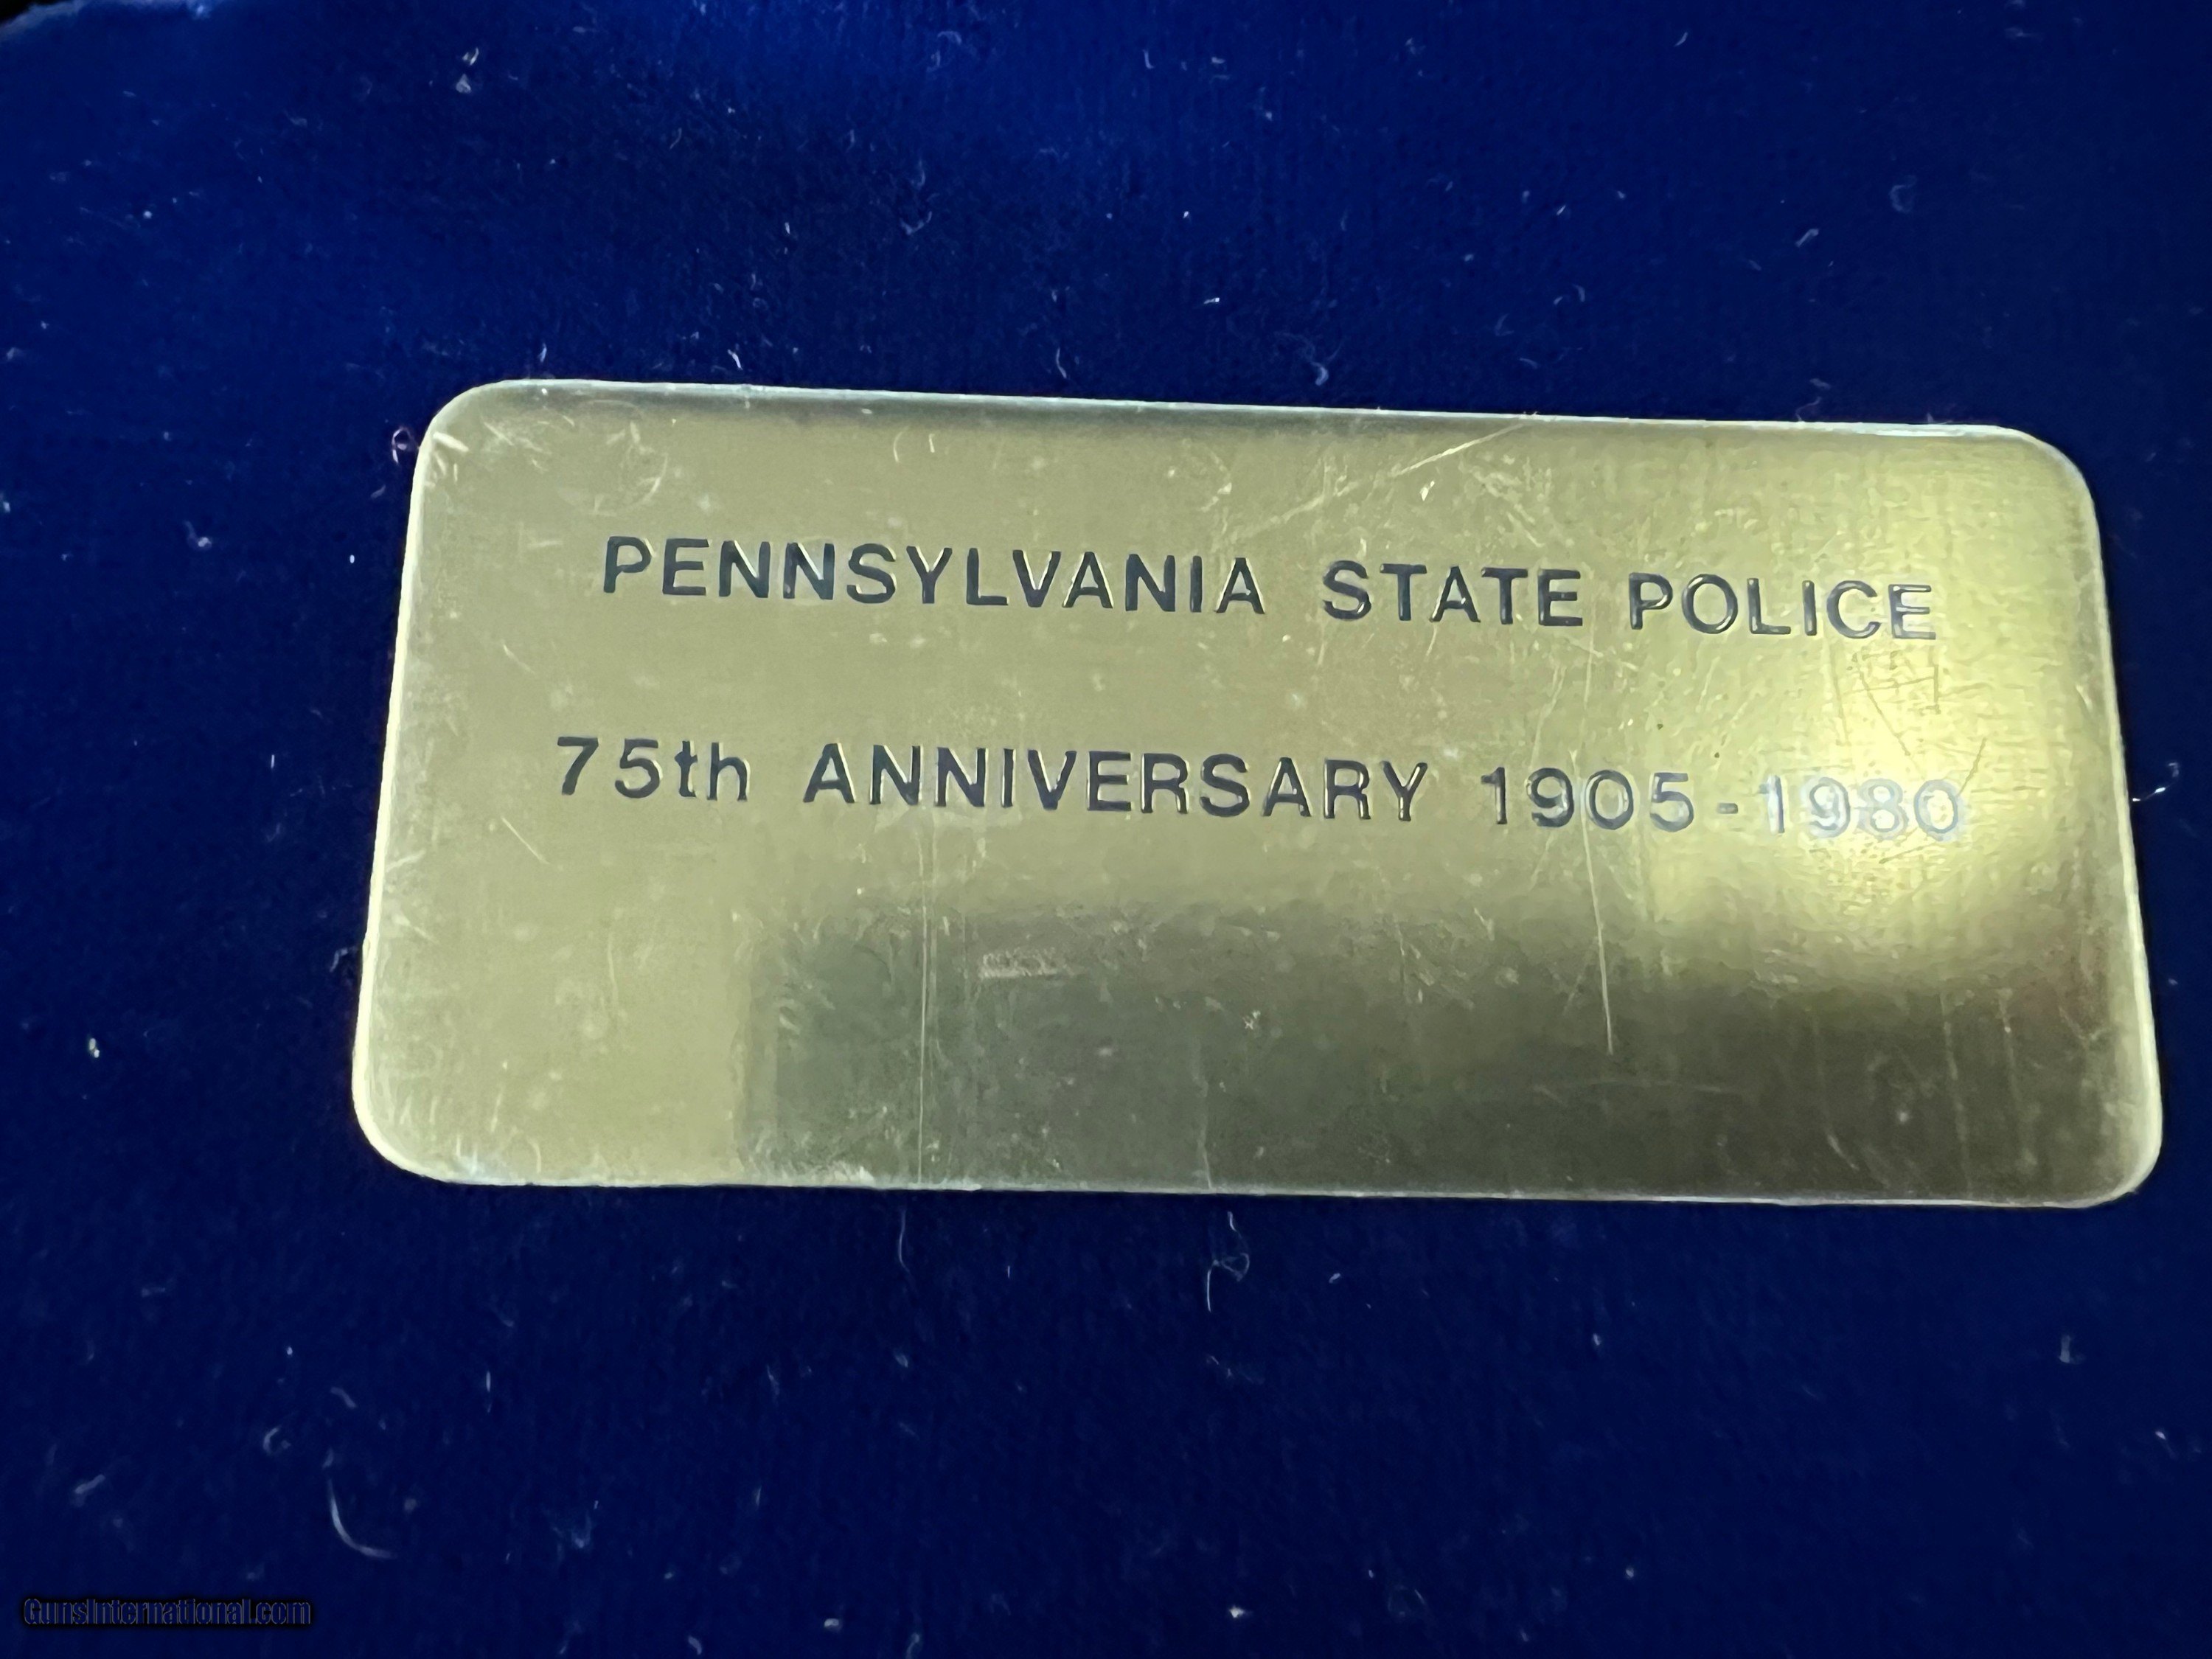 PENNSYLVANIA STATE POLICE
75th ANNIVERSARY 1905-1980
GunsInternational.com